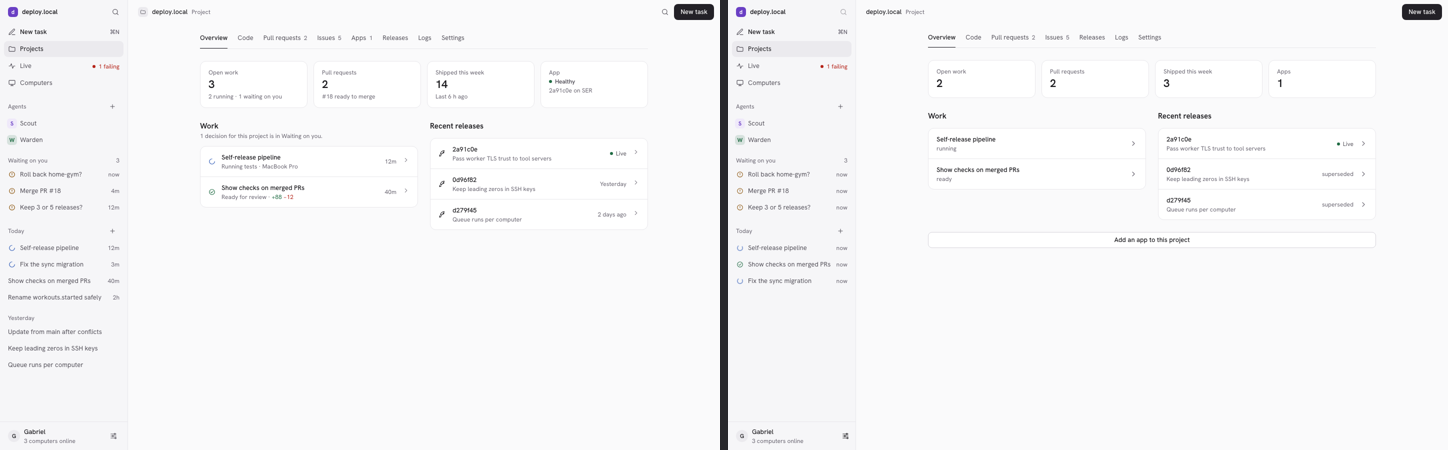 d deploy.local
New task ⌘N
Projects
Live 1 failing
Computers
Agents +
S Scout
W Warden
Waiting on you 3
Roll back home-gym? now
Merge PR #18 4m
Keep 3 or 5 releases? 12m
Today +
Self-release pipeline 12m
Fix the sync migration 3m
Show checks on merged PRs 40m
Rename workouts.started safely 2h
Yesterday
Update from main after conflicts
Keep leading zeros in SSH keys
Queue runs per computer
G Gabriel
3 computers online
deploy.local Project
New task
Overview Code Pull requests 2 Issues 5 Apps 1 Releases Logs Settings
Open work
3
2 running · 1 waiting on you
Pull requests
2
#18 ready to merge
Shipped this week
14
Last 6 h ago
App
Healthy
2a91c0e on SER
Work
1 decision for this project is in Waiting on you.
Self-release pipeline
Running tests · MacBook Pro
12m
Show checks on merged PRs
Ready for review · +88 -12
40m
Recent releases
2a91c0e
Pass worker TLS trust to tool servers
Live
0d96f82
Keep leading zeros in SSH keys
Yesterday
d279f45
Queue runs per computer
2 days ago
d deploy.local
New task ⌘N
Projects
Live 1 failing
Computers
Agents +
S Scout
W Warden
Waiting on you 3
Roll back home-gym? now
Merge PR #18 now
Keep 3 or 5 releases? now
Today +
Self-release pipeline now
Show checks on merged PRs now
Fix the sync migration now
G Gabriel
3 computers online
deploy.local Project
New task
Overview Code Pull requests 2 Issues 5 Releases Logs Settings
Open work
2
Pull requests
2
Shipped this week
3
Apps
1
Work
Self-release pipeline
running
Show checks on merged PRs
ready
Recent releases
2a91c0e
Pass worker TLS trust to tool servers
Live
0d96f82
Keep leading zeros in SSH keys
superseded
d279f45
Queue runs per computer
superseded
Add an app to this project